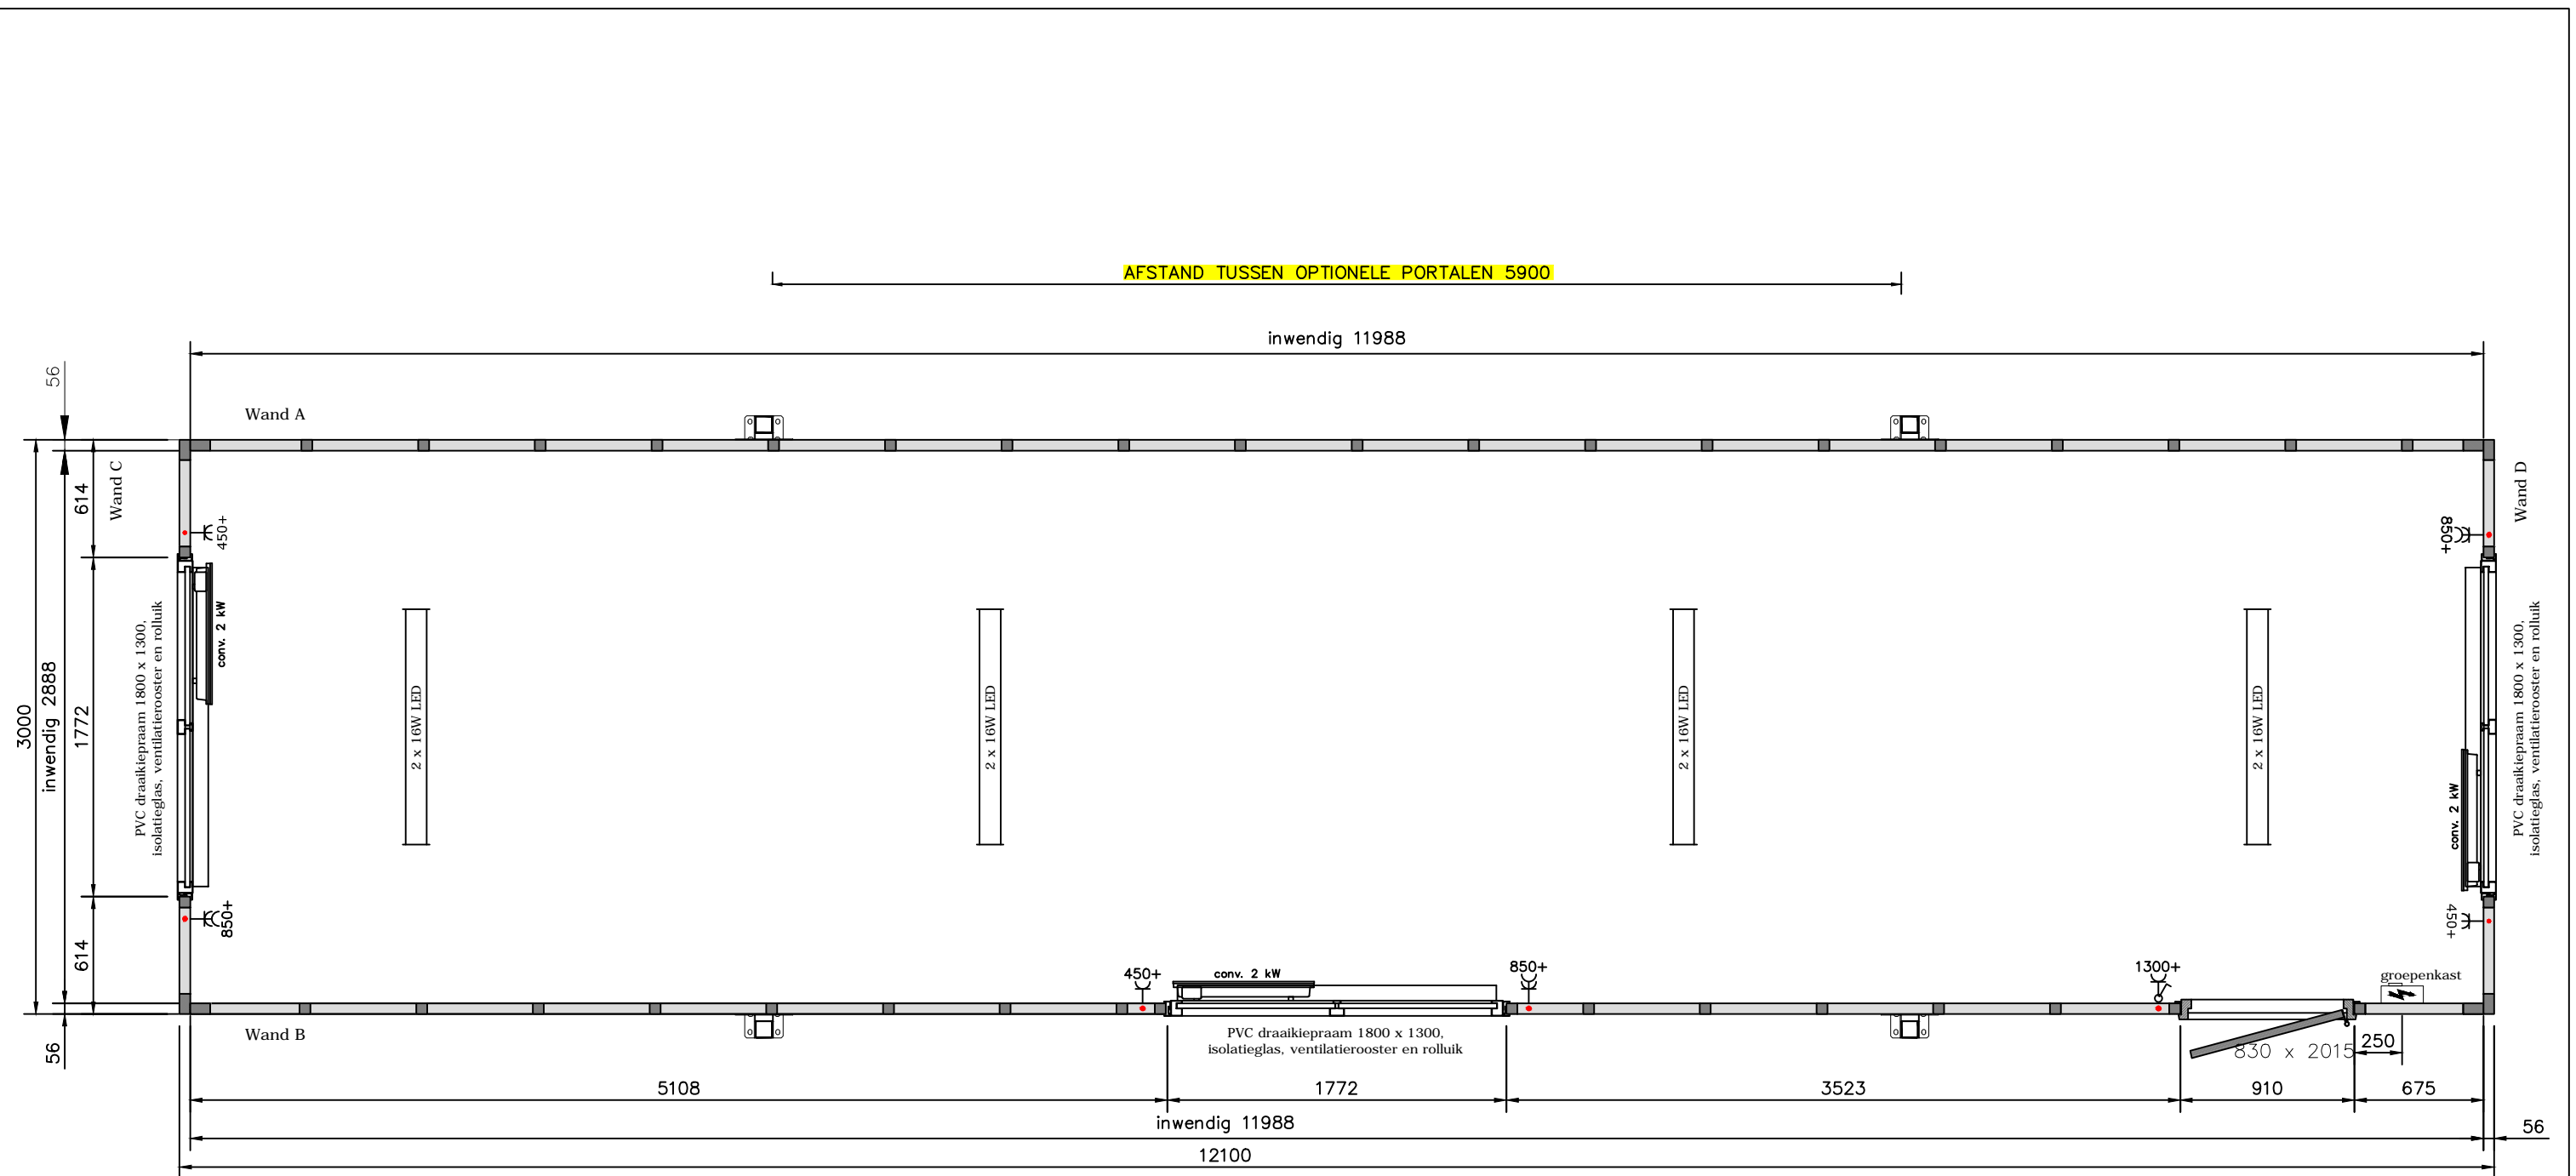 AFSTAND TUSSEN OPTIONELE PORTALEN 5900
inwendig 11988
56
Wand A
Wand C
Wand D
614
450+
850+
3000
inwendig 2888
1772
PVC draaikiepraam 1800 x 1300,
isolatieglas, ventilatierooster en rolluik
conv. 2 kW
2 x 16W LED
2 x 16W LED
2 x 16W LED
2 x 16W LED
conv. 2 kW
PVC draaikiepraam 1800 x 1300,
isolatieglas, ventilatierooster en rolluik
850+
450+
614
450+
conv. 2 kW
850+
1300+
groepenkast
Wand B
PVC draaikiepraam 1800 x 1300,
isolatieglas, ventilatierooster en rolluik
830 x 2015
250
56
5108
1772
3523
910
675
inwendig 11988
56
12100